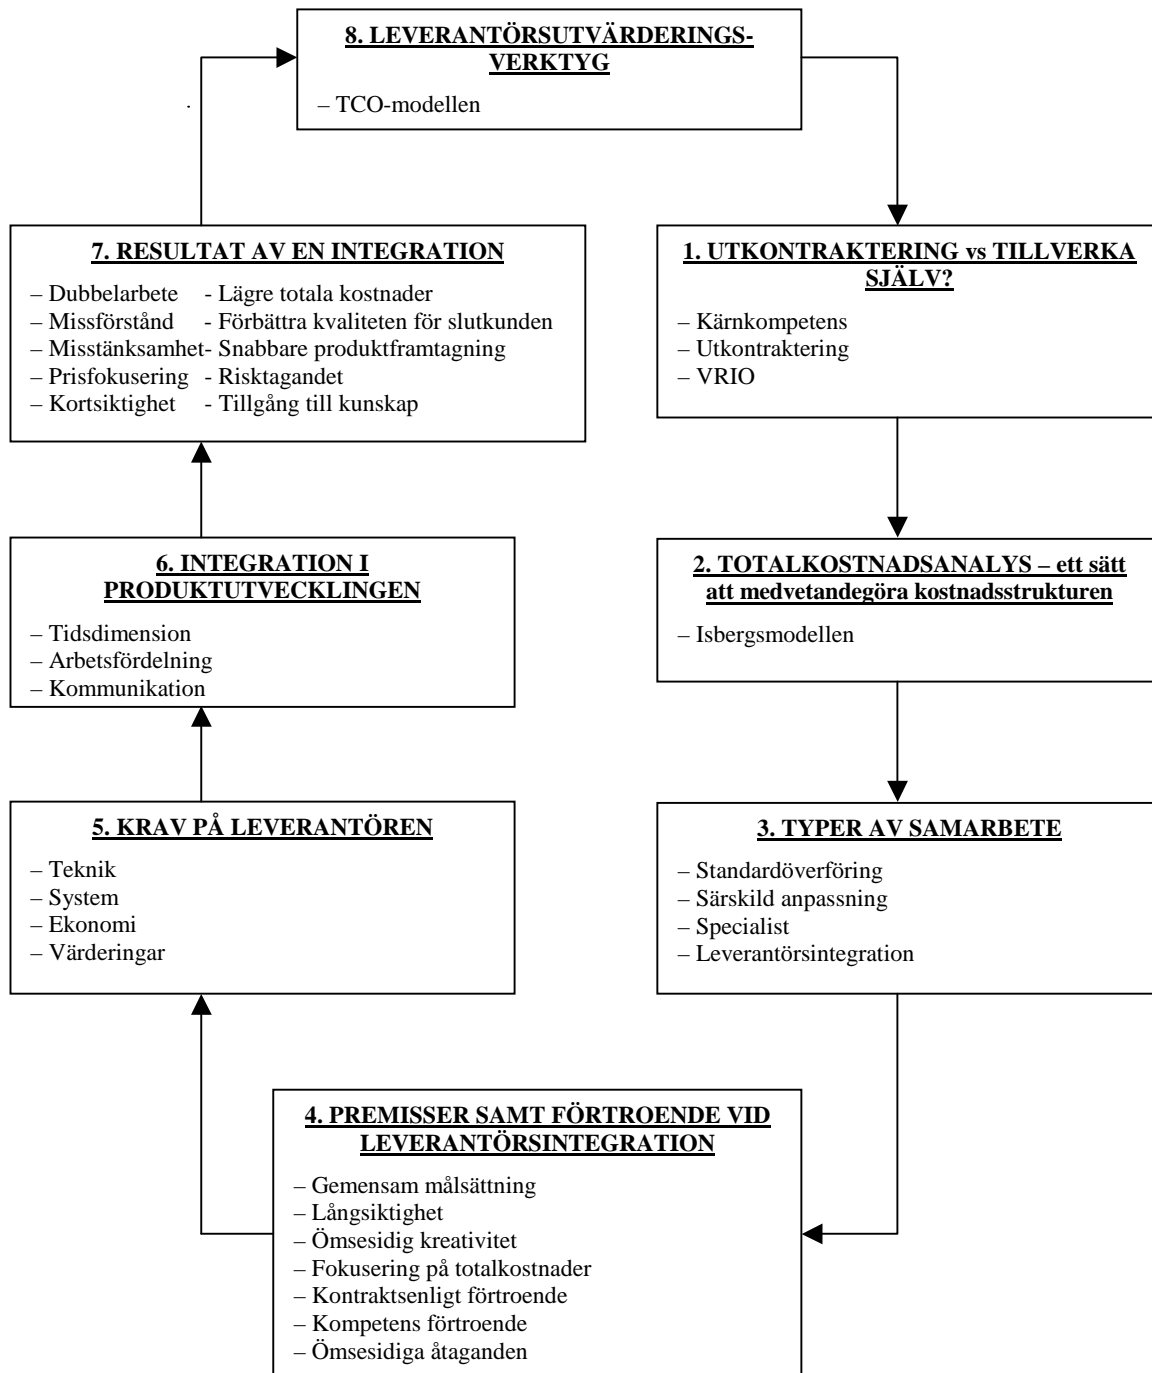 8. LEVERANTÖRSUTVÄRDERINGS-
VERKTYG
– TCO-modellen
7. RESULTAT AV EN INTEGRATION
– Dubbelarbete - Lägre totala kostnader
– Missförstånd - Förbättra kvaliteten för slutkunden
– Misstänksamhet- Snabbare produktframtagning
– Prisfokusering - Risktagandet
– Kortsiktighet - Tillgång till kunskap
1. UTKONTRAKTERING vs TILLVERKA
SJÄLV?
– Kärnkompetens
– Utkontraktering
– VRIO
6. INTEGRATION I
PRODUKTUTVECKLINGEN
– Tidsdimension
– Arbetsfördelning
– Kommunikation
2. TOTALKOSTNADSANALYS – ett sätt
att medvetandegöra kostnadsstrukturen
– Isbergsmodellen
5. KRAV PÅ LEVERANTÖREN
– Teknik
– System
– Ekonomi
– Värderingar
3. TYPER AV SAMARBETE
– Standardöverföring
– Särskild anpassning
– Specialist
– Leverantörsintegration
4. PREMISSER SAMT FÖRTROENDE VID
LEVERANTÖRSINTEGRATION
– Gemensam målsättning
– Långsiktighet
– Ömsesidig kreativitet
– Fokusering på totalkostnader
– Kontraktsenligt förtroende
– Kompetens förtroende
– Ömsesidiga åtaganden